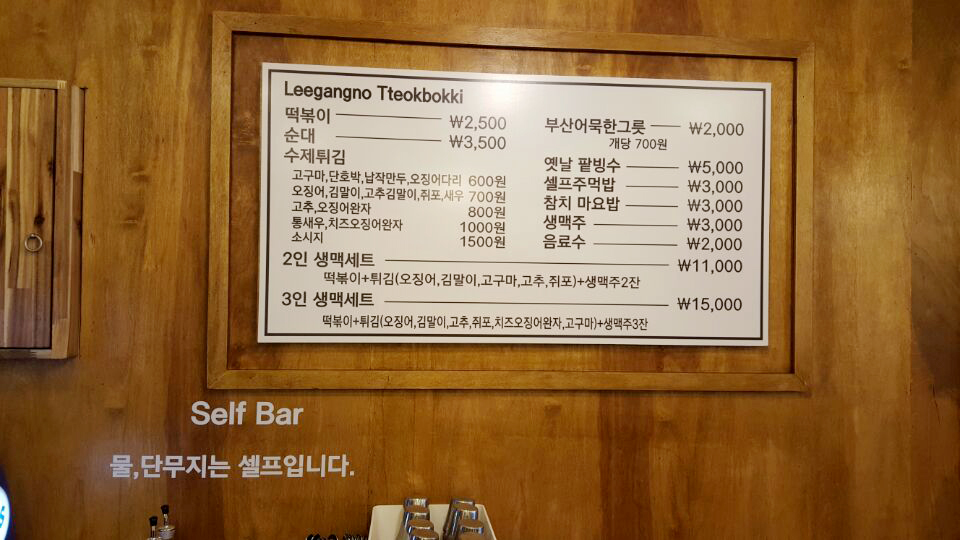 Leegangno Tteokbokki
떡볶이 ₩2,500
순대 ₩3,500
수제튀김
고구마,단호박,납작만두,오징어다리 600원
오징어,김말이,고추김말이,쥐포,새우 700원
고추,오징어완자 800원
통새우,치즈오징어완자 1000원
소시지 1500원
부산어묵한그릇 ₩2,000
개당 700원
옛날 팥빙수 ₩5,000
셀프주먹밥 ₩3,000
참치 마요밥 ₩3,000
생맥주 ₩3,000
음료수 ₩2,000
2인 생맥세트 ₩11,000
떡볶이+튀김(오징어,김말이,고구마,고추,쥐포)+생맥주2잔
3인 생맥세트 ₩15,000
떡볶이+튀김(오징어,김말이,고추,쥐포,치즈오징어완자,고구마)+생맥주3잔
Self Bar
물,단무지는 셀프입니다.